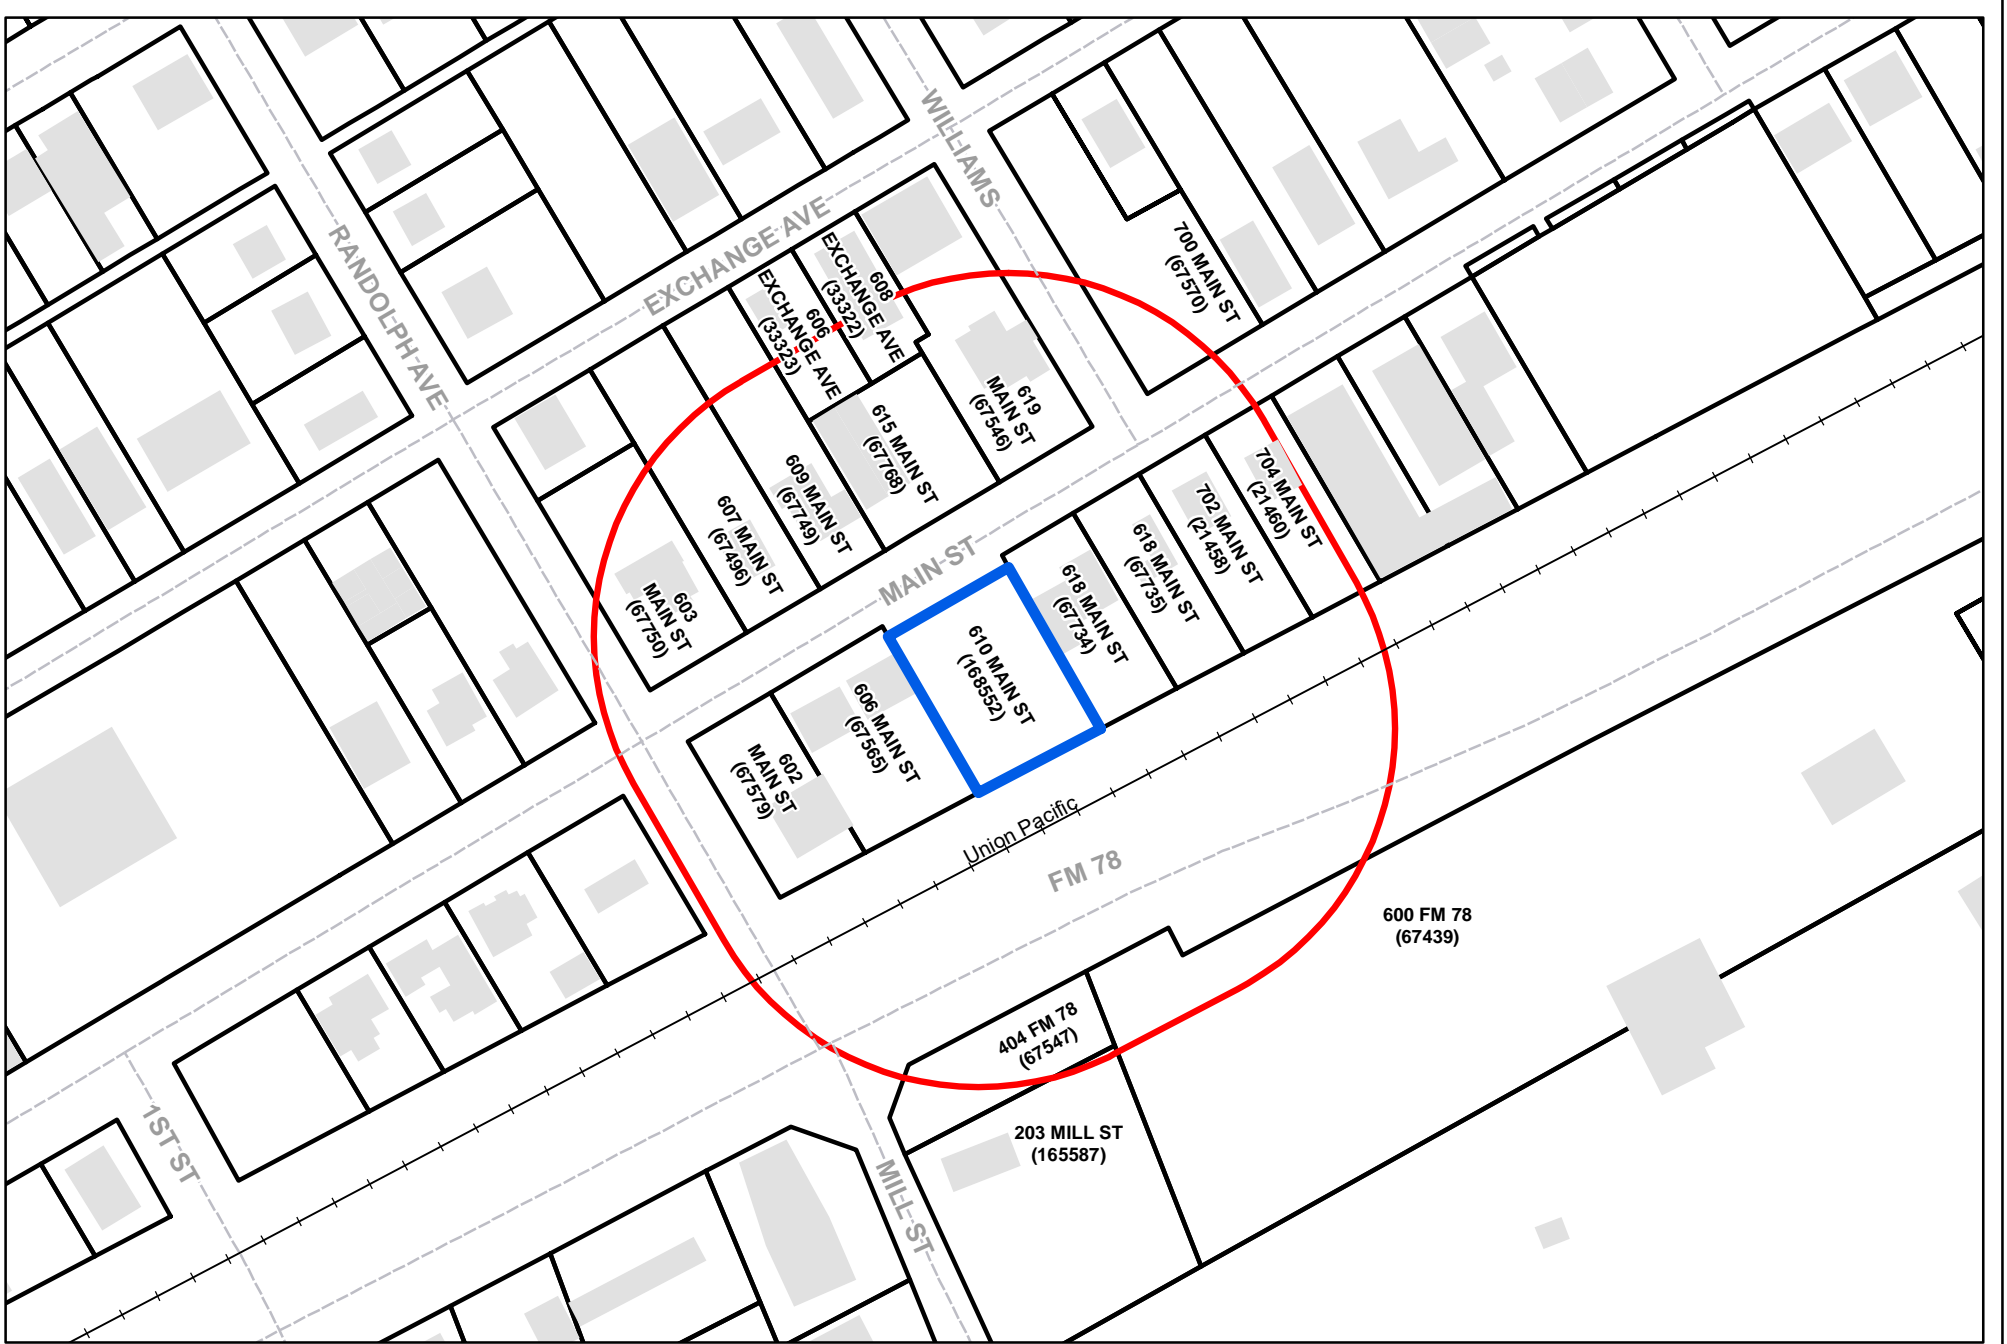 WILLIAMS
RANDOLPH AVE
EXCHANGE AVE
700 MAIN ST
(67570)
608
EXCHANGE AVE
(33322)
606
EXCHANGE AVE
(33323)
619
MAIN ST
(67546)
615 MAIN ST
(67768)
609 MAIN ST
(67749)
607 MAIN ST
(67496)
603
MAIN ST
(67750)
MAIN ST
704 MAIN ST
(21460)
702 MAIN ST
(21458)
618 MAIN ST
(67735)
618 MAIN ST
(67734)
610 MAIN ST
(168552)
606 MAIN ST
(67565)
602
MAIN ST
(67579)
Union Pacific
FM 78
600 FM 78
(67439)
404 FM 78
(67547)
203 MILL ST
(165587)
1ST ST
MILL ST